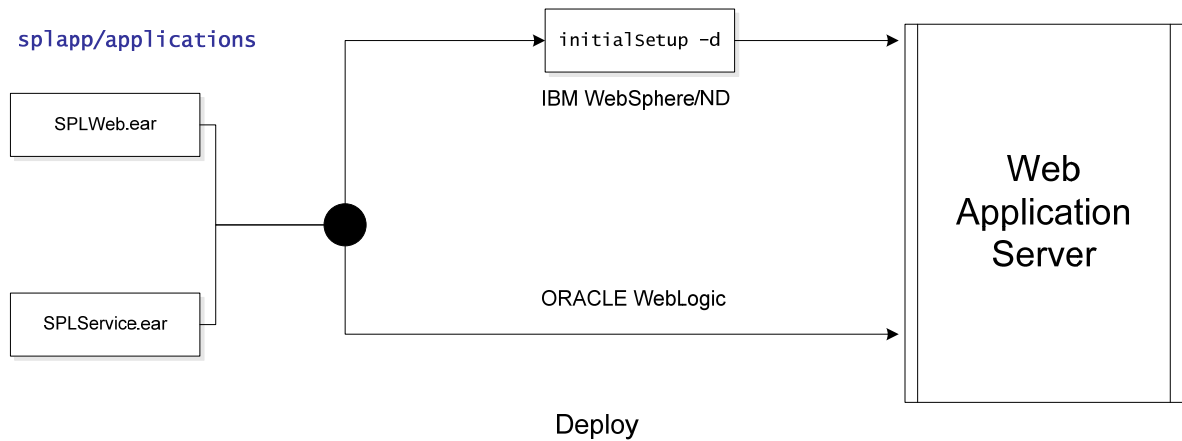 splapp/applications
initialSetup -d
IBM WebSphere/ND
SPLWeb.ear
Web
Application
Server
ORACLE WebLogic
SPLService.ear
Deploy